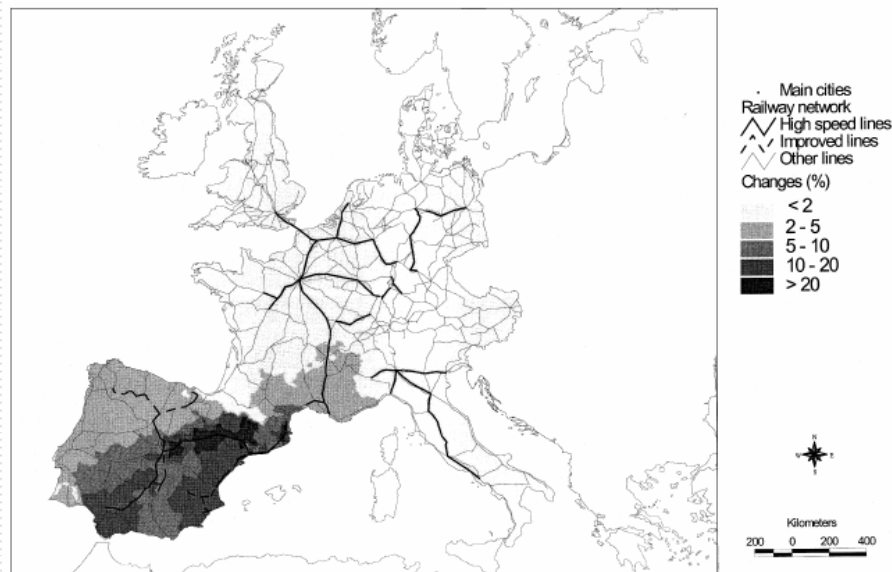 Main cities
Railway network
High speed lines
Improved lines
Other lines
Changes (%)
< 2
2 - 5
5 - 10
10 - 20
> 20
N
W E
S
Kilometers
200 0 200 400